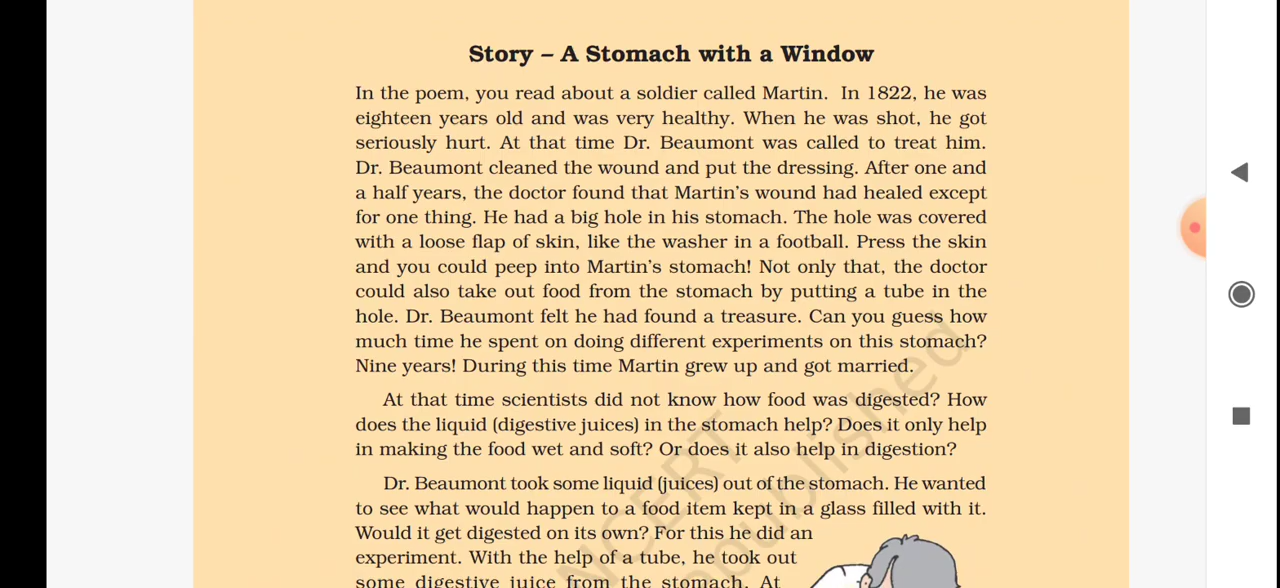 Story – A Stomach with a Window
In the poem, you read about a soldier called Martin. In 1822, he was
eighteen years old and was very healthy. When he was shot, he got
seriously hurt. At that time Dr. Beaumont was called to treat him.
Dr. Beaumont cleaned the wound and put the dressing. After one and
a half years, the doctor found that Martin's wound had healed except
for one thing. He had a big hole in his stomach. The hole was covered
with a loose flap of skin, like the washer in a football. Press the skin
and you could peep into Martin's stomach! Not only that, the doctor
could also take out food from the stomach by putting a tube in the
hole. Dr. Beaumont felt he had found a treasure. Can you guess how
much time he spent on doing different experiments on this stomach?
Nine years! During this time Martin grew up and got married.
At that time scientists did not know how food was digested? How
does the liquid (digestive juices) in the stomach help? Does it only help
in making the food wet and soft? Or does it also help in digestion?
Dr. Beaumont took some liquid (juices) out of the stomach. He wanted
to see what would happen to a food item kept in a glass filled with it.
Would it get digested on its own? For this he did an
experiment. With the help of a tube, he took out
some digestive juice from the stomach. At
NCERT
republished